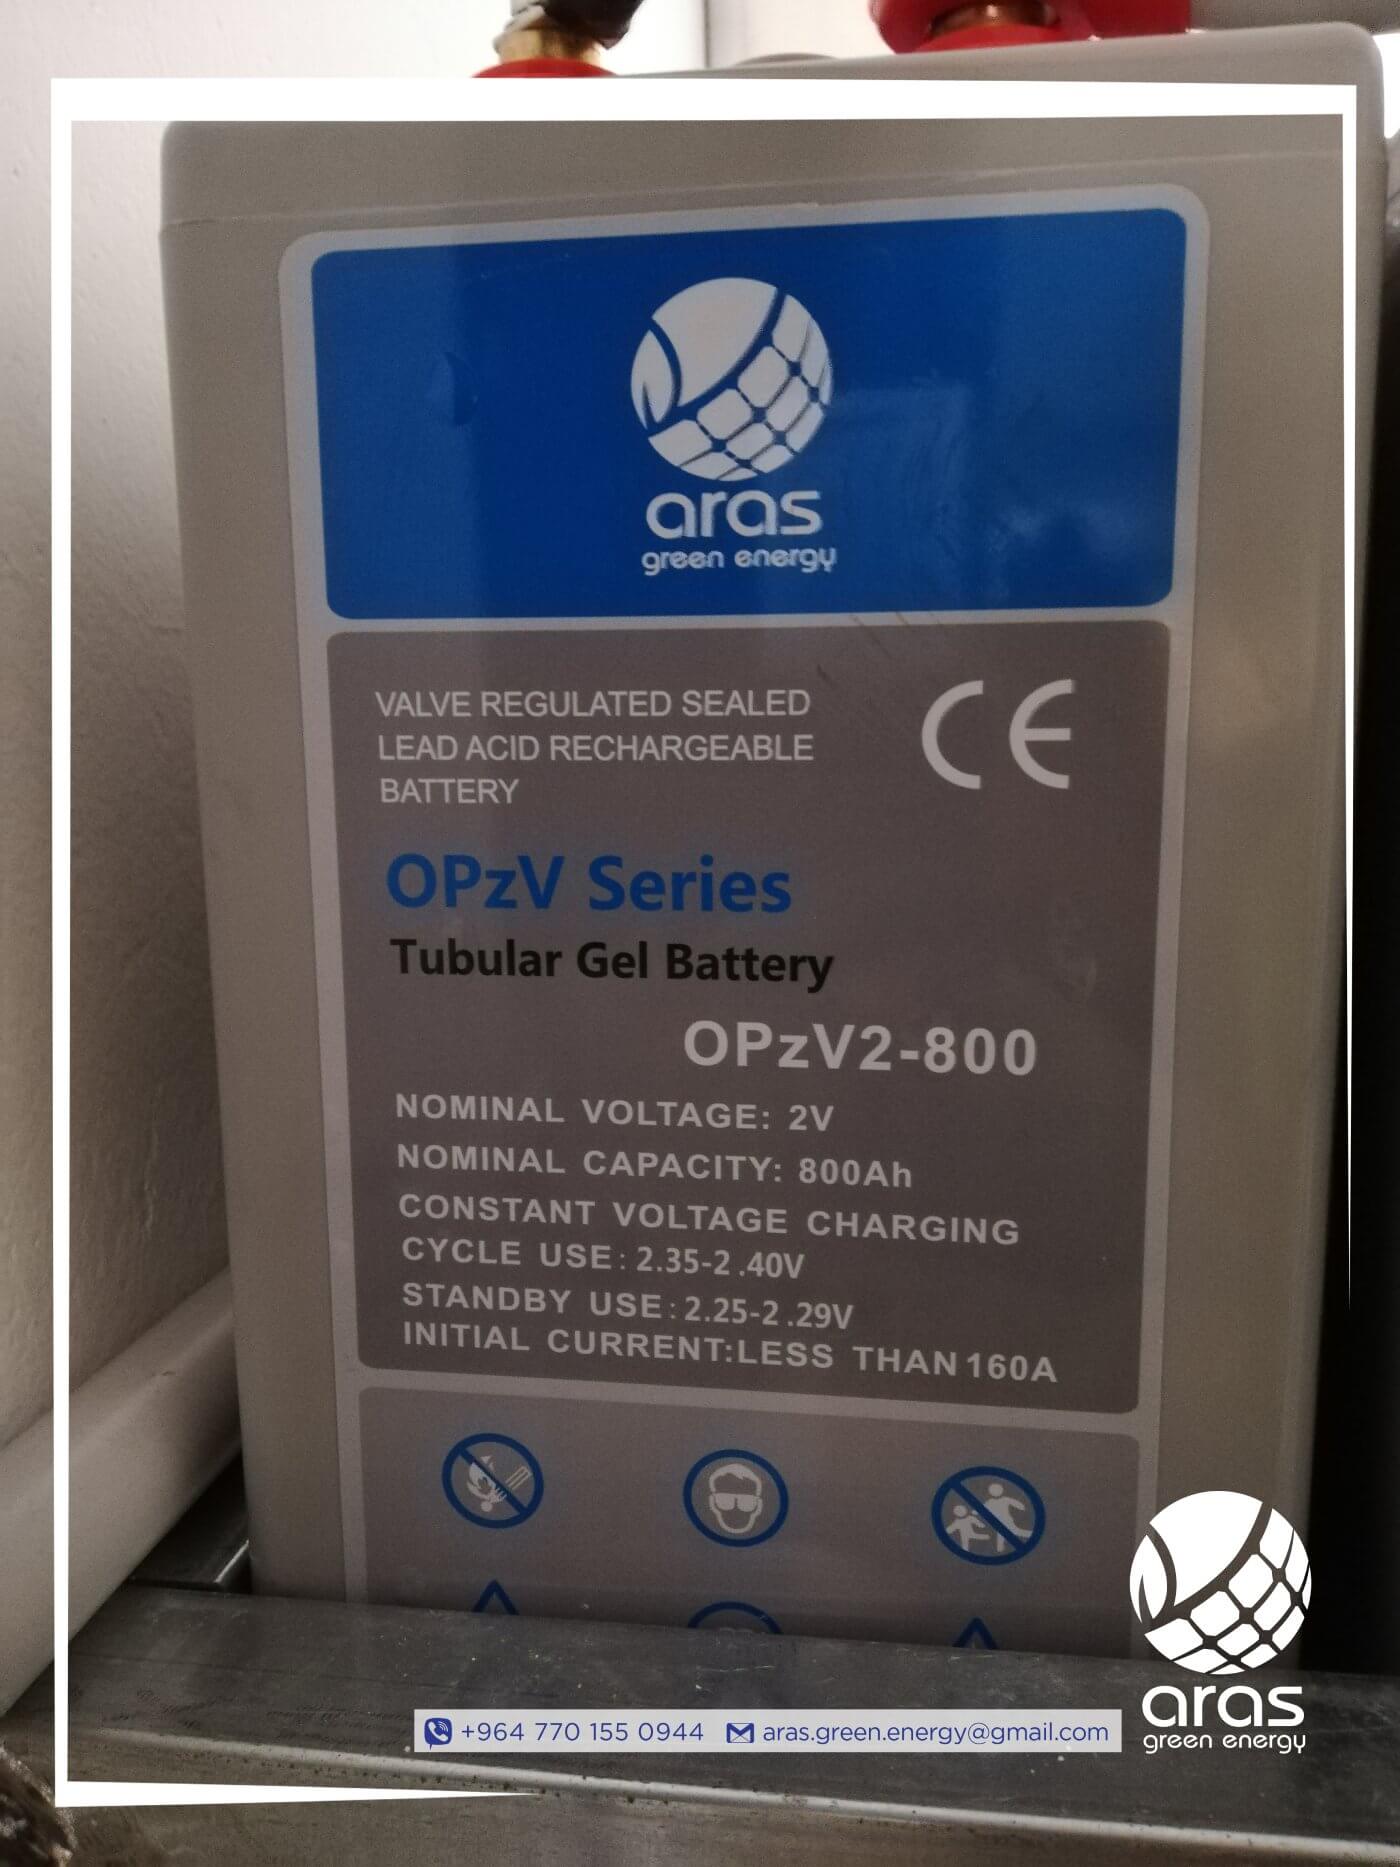 aras
green energy
VALVE REGULATED SEALED
LEAD ACID RECHARGEABLE
BATTERY
CE
OPzV Series
Tubular Gel Battery
OPzV2-800
NOMINAL VOLTAGE: 2V
NOMINAL CAPACITY: 800Ah
CONSTANT VOLTAGE CHARGING
CYCLE USE: 2.35-2.40V
STANDBY USE: 2.25-2.29V
INITIAL CURRENT:LESS THAN 160A
+964 770 155 0944 aras.green.energy@gmail.com
aras
green energy